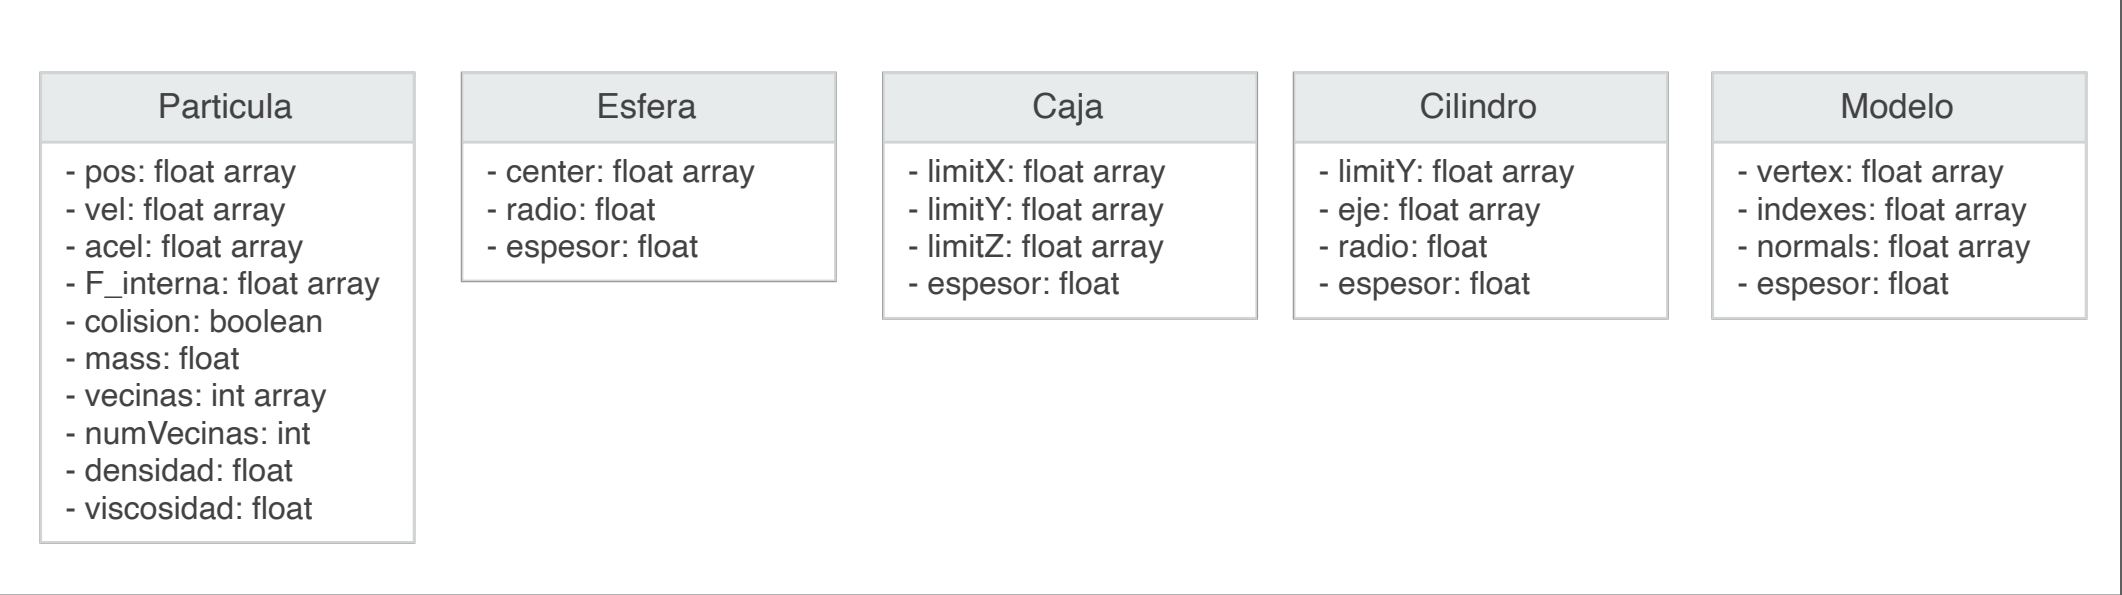 Particula
- pos: float array
- vel: float array
- acel: float array
- F_interna: float array
- colision: boolean
- mass: float
- vecinas: int array
- numVecinas: int
- densidad: float
- viscosidad: float
Esfera
- center: float array
- radio: float
- espesor: float
Caja
- limitX: float array
- limitY: float array
- limitZ: float array
- espesor: float
Cilindro
- limitY: float array
- eje: float array
- radio: float
- espesor: float
Modelo
- vertex: float array
- indexes: float array
- normals: float array
- espesor: float